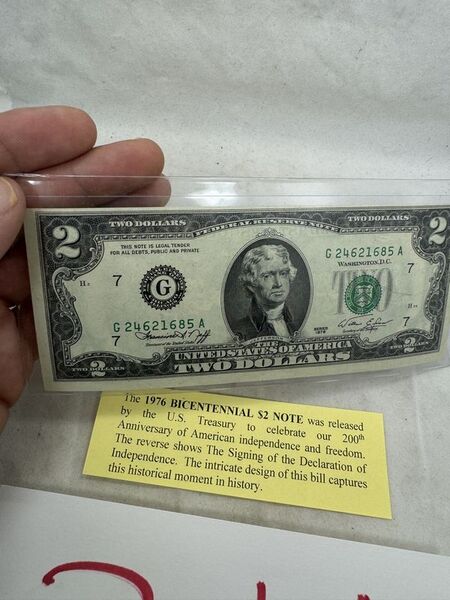 TWO DOLLARS FEDERAL RESERVE NOTE TWO DOLLARS
2 2
THIS NOTE IS LEGAL TENDER
FOR ALL DEBTS, PUBLIC AND PRIVATE
G 24621685 A
WASHINGTON, D.C.
7 7
G
TWO
G 24621685 A
SERIES
1976
7 7
THE
UNITED STATES OF AMERICA
TWO DOLLARS
The 1976 BICENTENNIAL $2 NOTE was released
by the U.S. Treasury to celebrate our 200th
Anniversary of American independence and freedom.
The reverse shows The Signing of the Declaration of
Independence. The intricate design of this bill captures
this historical moment in history.